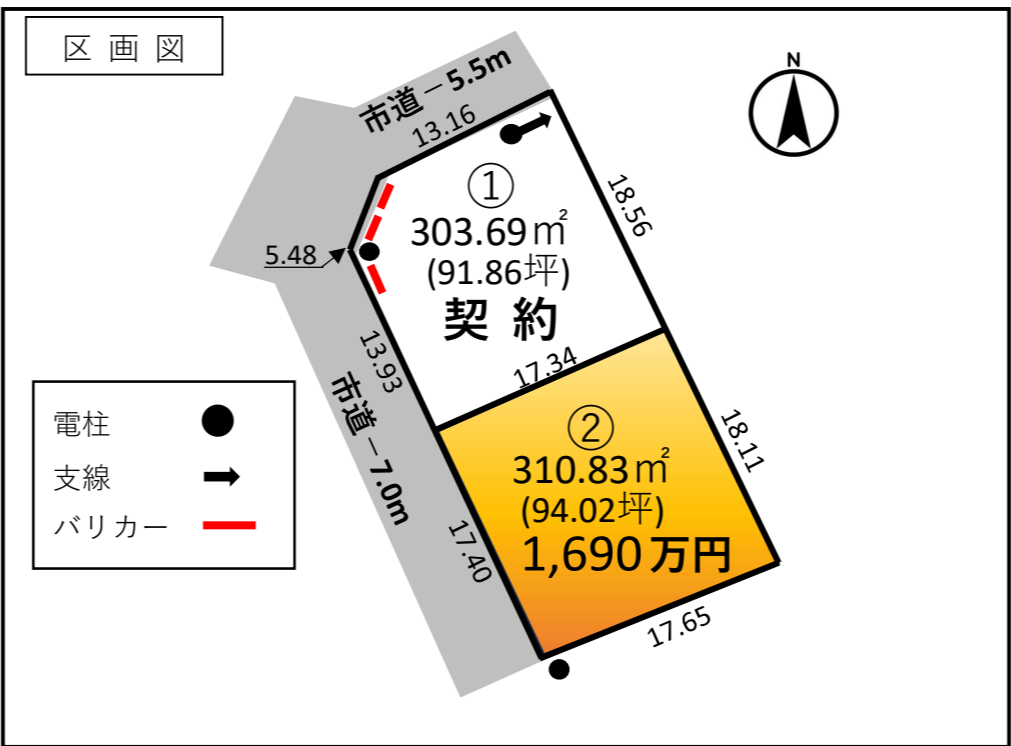 区画図
N
市道－5.5m
13.16
①
303.69㎡
(91.86坪)
契約
18.56
5.48
13.93
17.34
市道－7.0m
②
310.83㎡
(94.02坪)
1,690万円
18.11
17.40
17.65
電柱
支線
バリカー